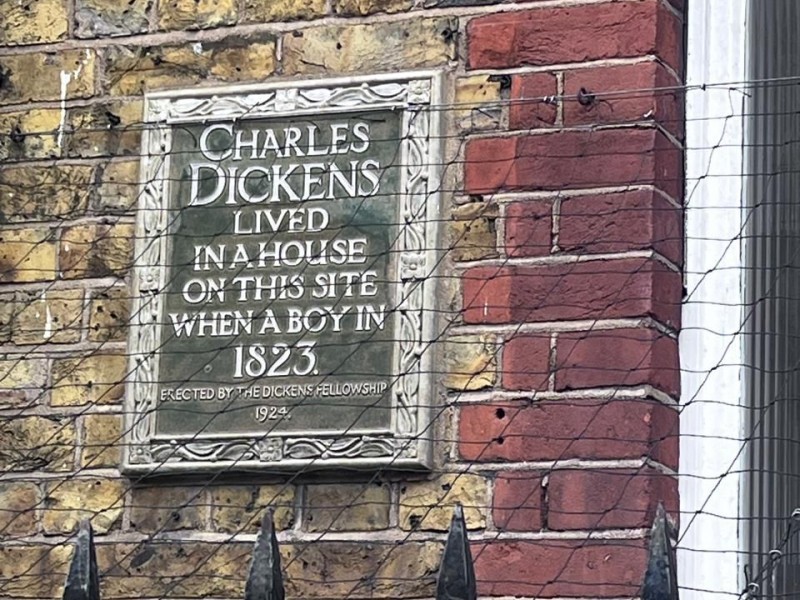 CHARLES
DICKENS
LIVED
IN A HOUSE
ON THIS SITE
WHEN A BOY IN
1823.
ERECTED BY THE DICKENS FELLOWSHIP
1924.